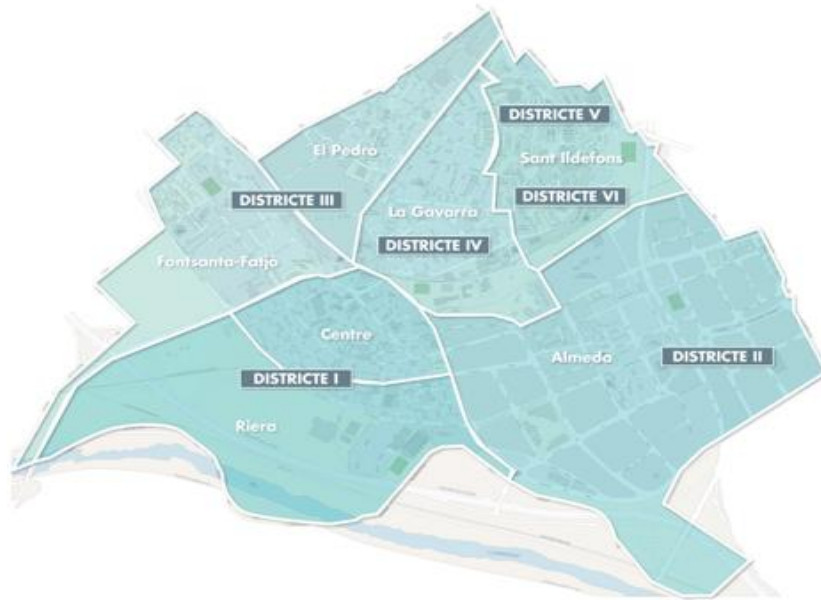 DISTRICTE V
El Pedro
Sant Ildefons
DISTRICTE III
DISTRICTE VI
La Gavarra
DISTRICTE IV
Fontsanta-Fatjó
Centre
Almeda
DISTRICTE II
DISTRICTE I
Riera